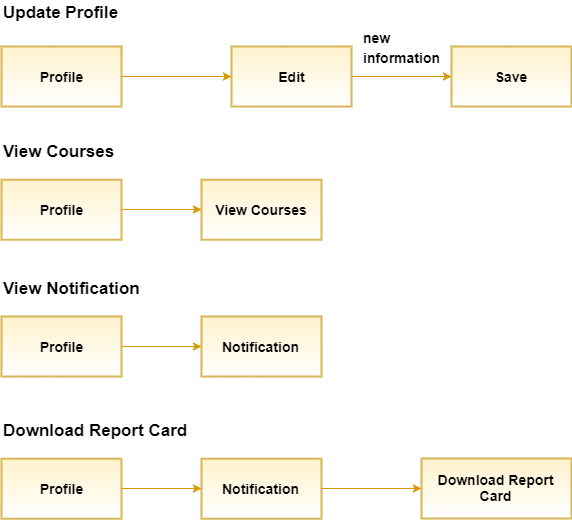 Update Profile
new
information
Profile
Edit
Save
View Courses
Profile
View Courses
View Notification
Profile
Notification
Download Report Card
Profile
Notification
Download Report
Card